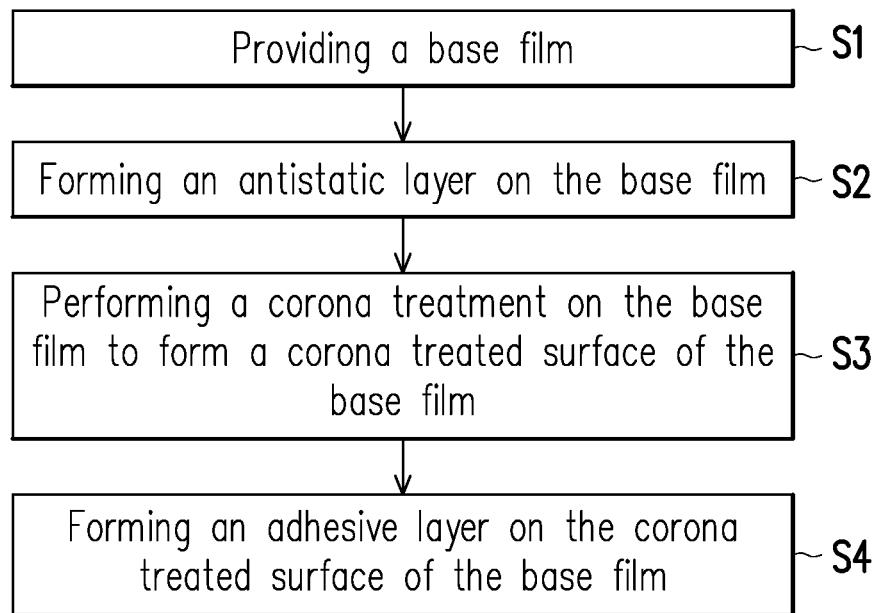 Providing a base film
S1
Forming an antistatic layer on the base film
S2
Performing a corona treatment on the base
film to form a corona treated surface of the
base film
S3
Forming an adhesive layer on the corona
treated surface of the base film
S4